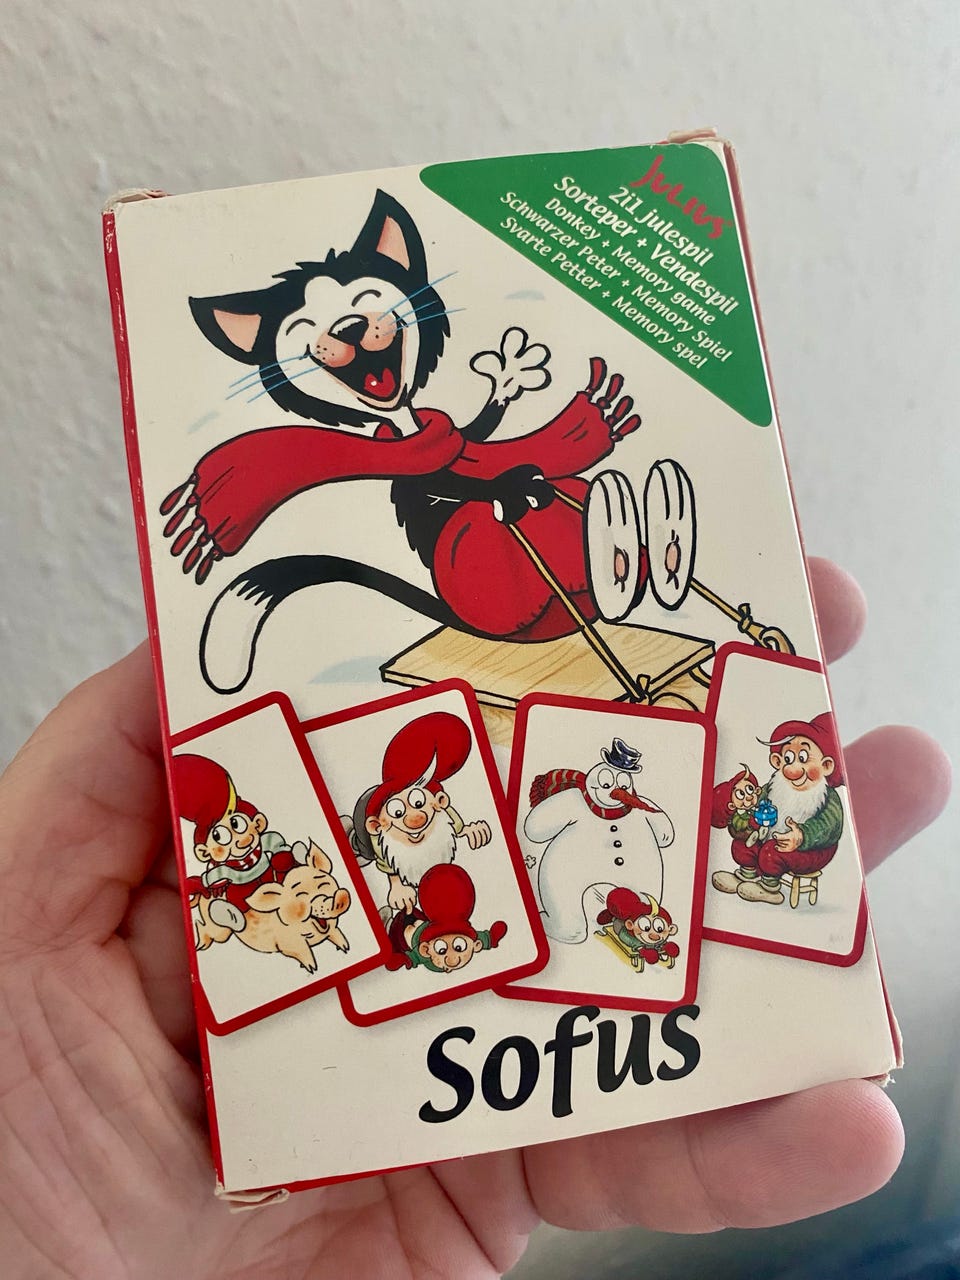 JULIUS
2i1 julespil
Sorteper + Vendespil
Donkey + Memory game
Schwarzer Peter + Memory Spiel
Svarte Petter + Memory spel
Sofus